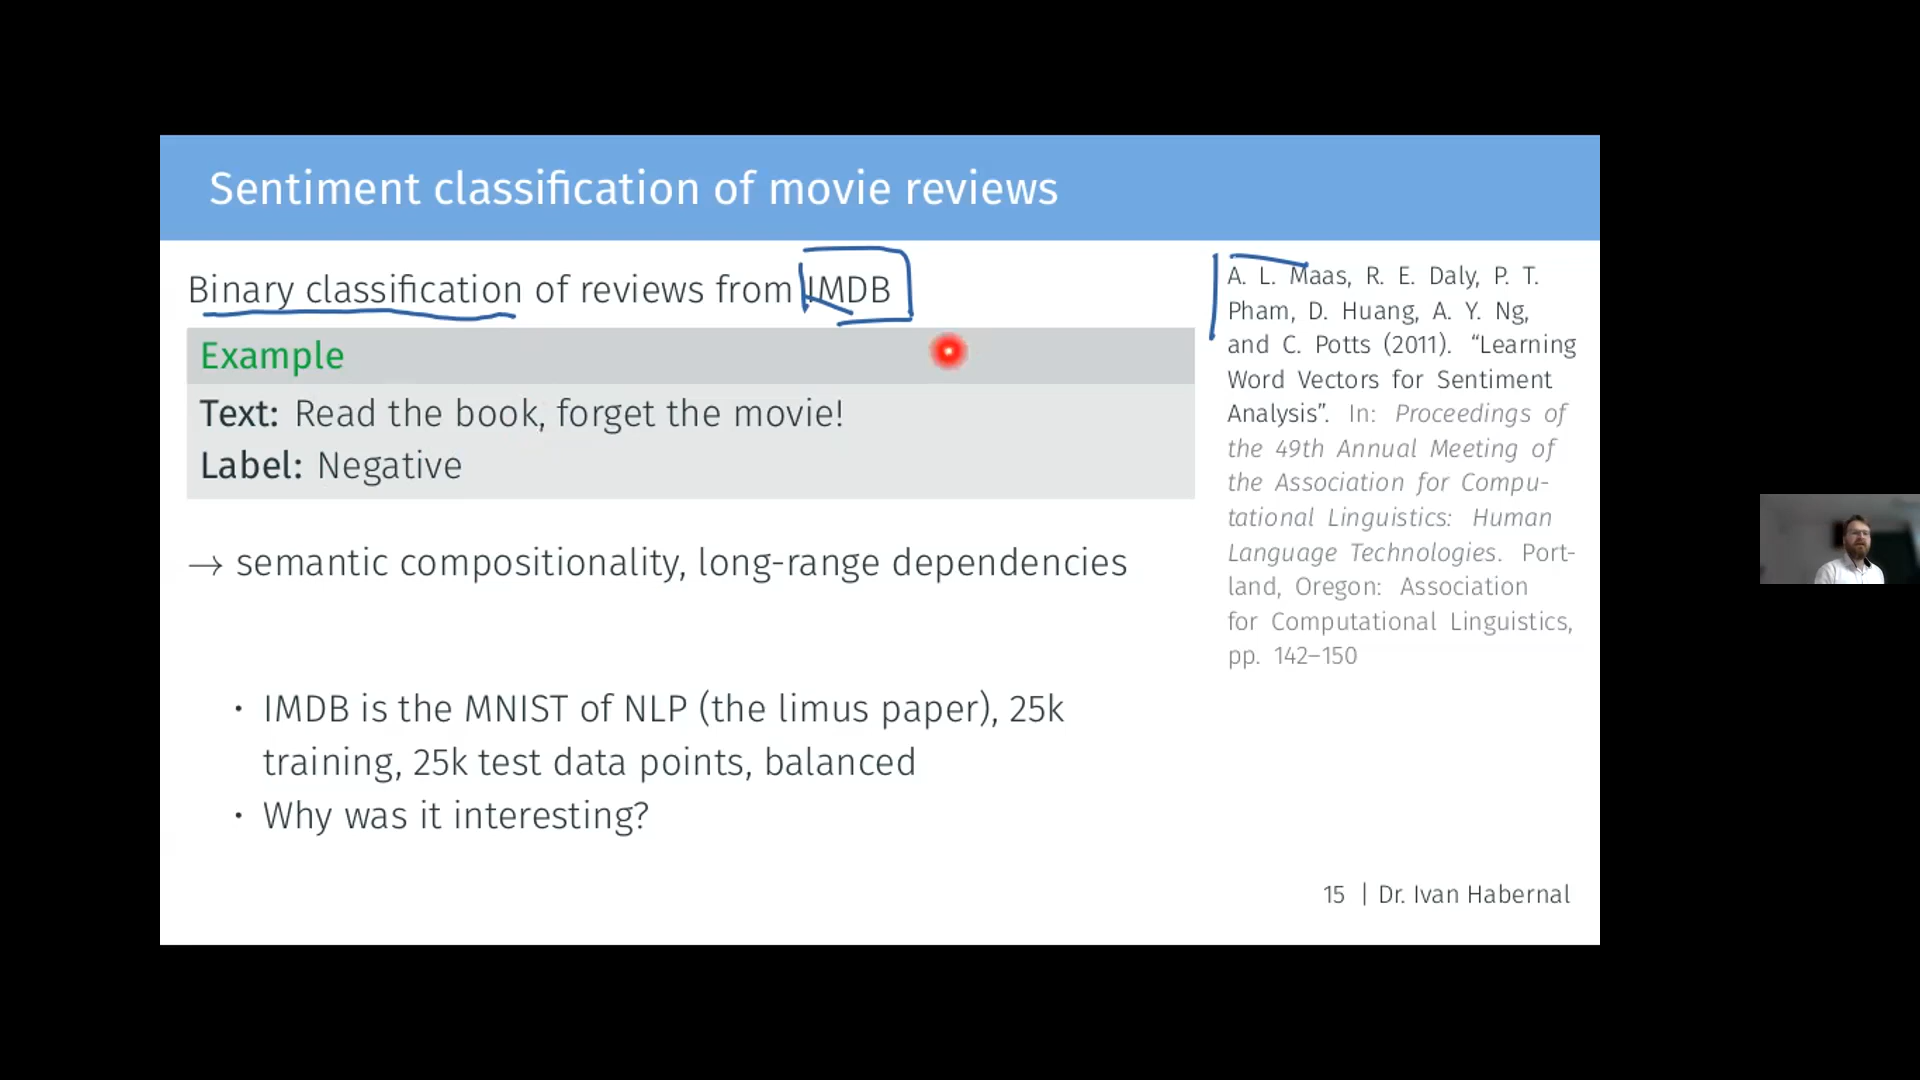 Sentiment classification of movie reviews
Binary classification of reviews from IMDB
Example
Text: Read the book, forget the movie!
Label: Negative
→ semantic compositionality, long-range dependencies
• IMDB is the MNIST of NLP (the limus paper), 25k
training, 25k test data points, balanced
• Why was it interesting?
A. L. Maas, R. E. Daly, P. T.
Pham, D. Huang, A. Y. Ng,
and C. Potts (2011). “Learning
Word Vectors for Sentiment
Analysis”. In: Proceedings of
the 49th Annual Meeting of
the Association for Compu-
tational Linguistics: Human
Language Technologies. Port-
land, Oregon: Association
for Computational Linguistics,
pp. 142–150
15 | Dr. Ivan Habernal